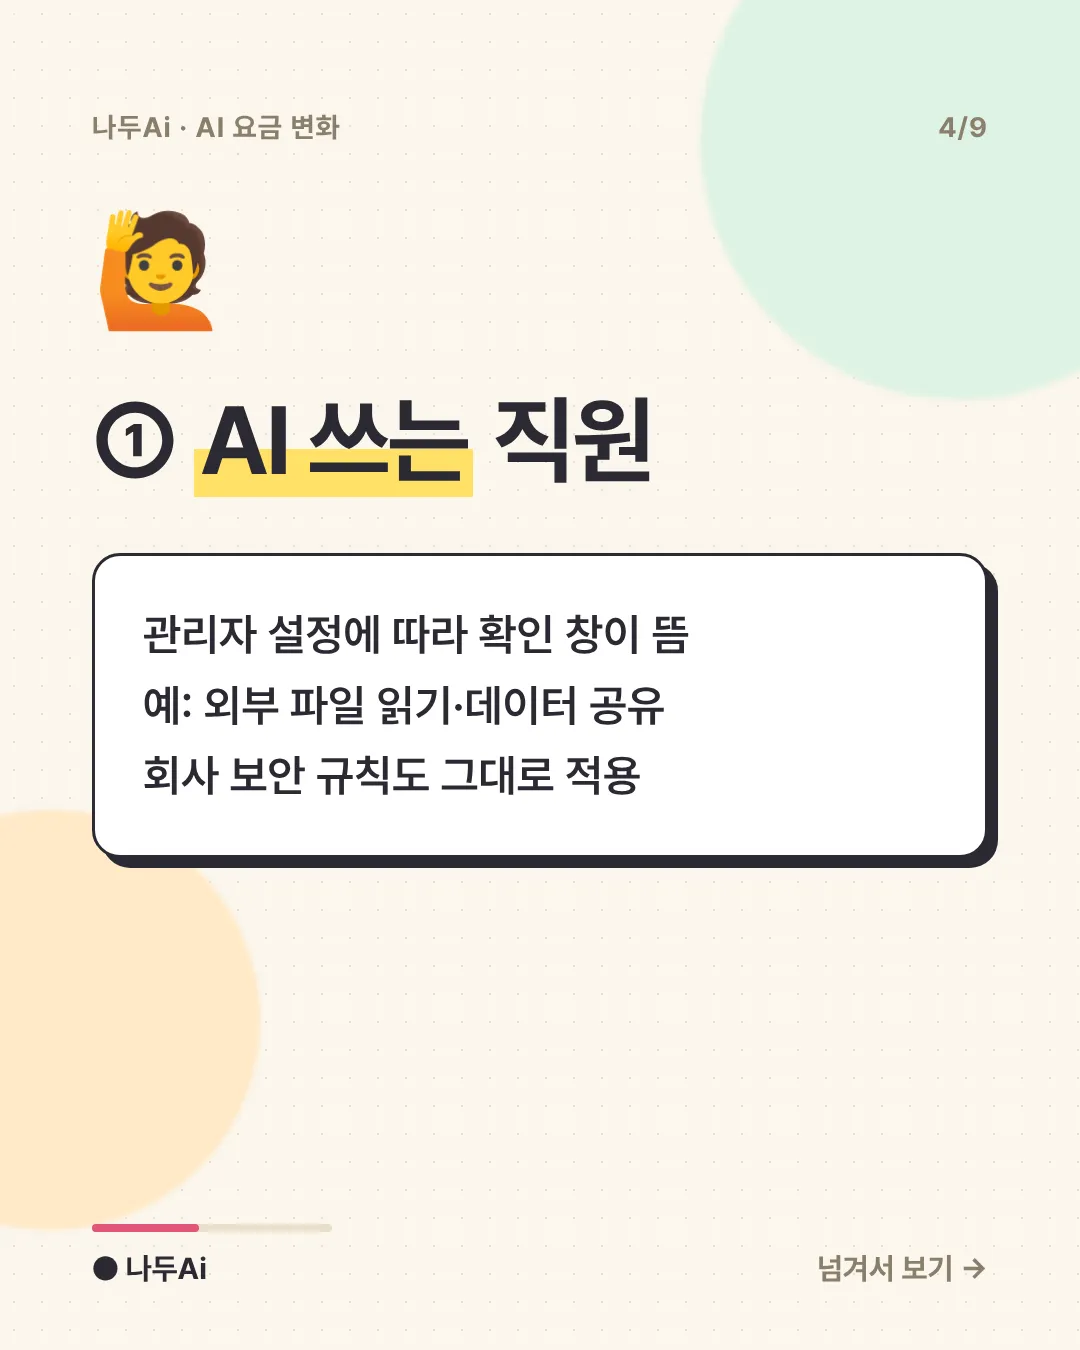 나두Ai · AI 요금 변화
4/9
① AI 쓰는 직원
관리자 설정에 따라 확인 창이 뜸
예: 외부 파일 읽기·데이터 공유
회사 보안 규칙도 그대로 적용
나두Ai
넘겨서 보기 →